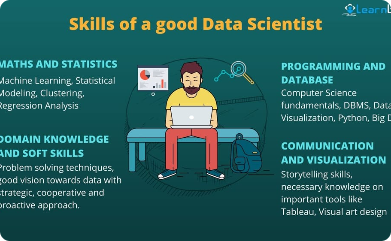 Learn
Skills of a good Data Scientist
MATHS AND STATISTICS
Machine Learning, Statistical
Modeling, Clustering,
Regression Analysis
DOMAIN KNOWLEDGE
AND SOFT SKILLS
Problem solving techniques,
good vision towards data with
strategic, cooperative and
proactive approach.
PROGRAMMING AND
DATABASE
Computer Science
fundamentals, DBMS, Data
Visualization, Python, Big D
COMMUNICATION
AND VISUALIZATION
Storytelling skills,
necessary knowledge on
important tools like
Tableau, Visual art design